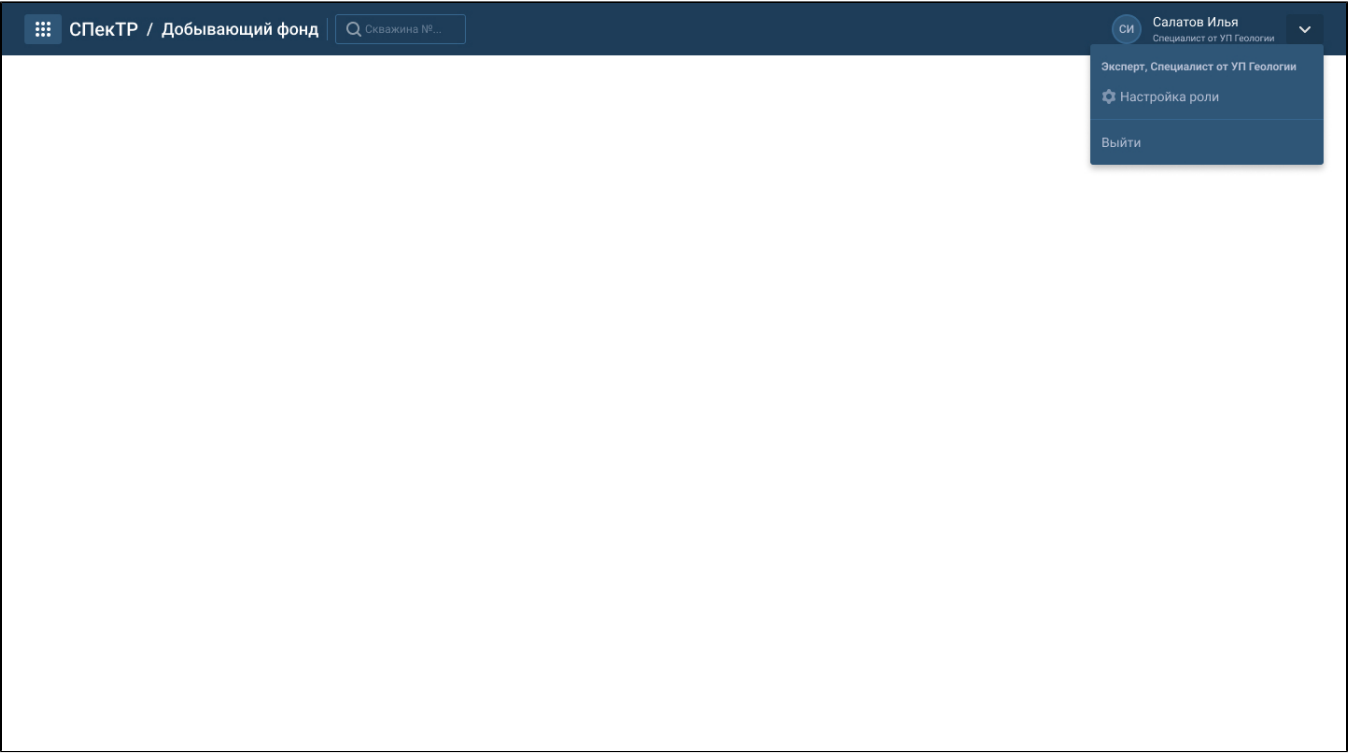 СПекТР / Добывающий фонд
Скважина №...
СИ
Салатов Илья
Специалист от УП Геологии
Эксперт, Специалист от УП Геологии
Настройка роли
Выйти